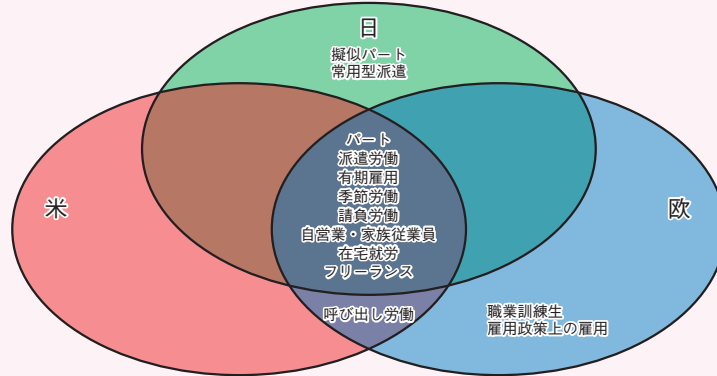 日
擬似パート
常用型派遣
パート
派遣労働
有期雇用
米
季節労働
欧
請負労働
自営業・家族従業員
在宅就労
フリーランス
呼び出し労働
職業訓練生
雇用政策上の雇用